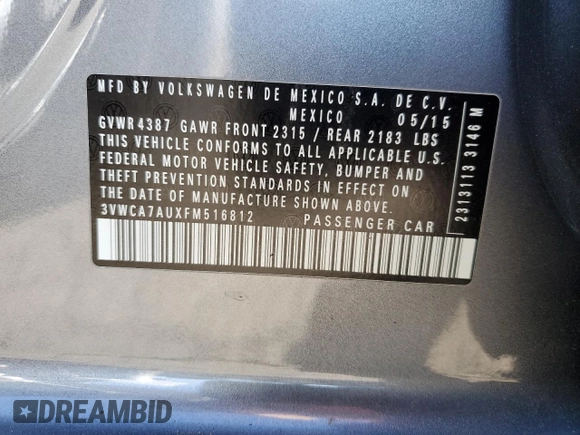 MFD BY VOLKSWAGEN DE MEXICO S.A. DE C.V.
MEXICO 05/15
GVWR4387 GAWR FRONT 2315 / REAR 2183 LBS
THIS VEHICLE CONFORMS TO ALL APPLICABLE U.S.
FEDERAL MOTOR VEHICLE SAFETY, BUMPER AND
THEFT PREVENTION STANDARDS IN EFFECT ON
THE DATE OF MANUFACTURE SHOWN ABOVE.
3VWCA7AUXFM516812 PASSENGER CAR
2313113 3146 M
DREAMBID